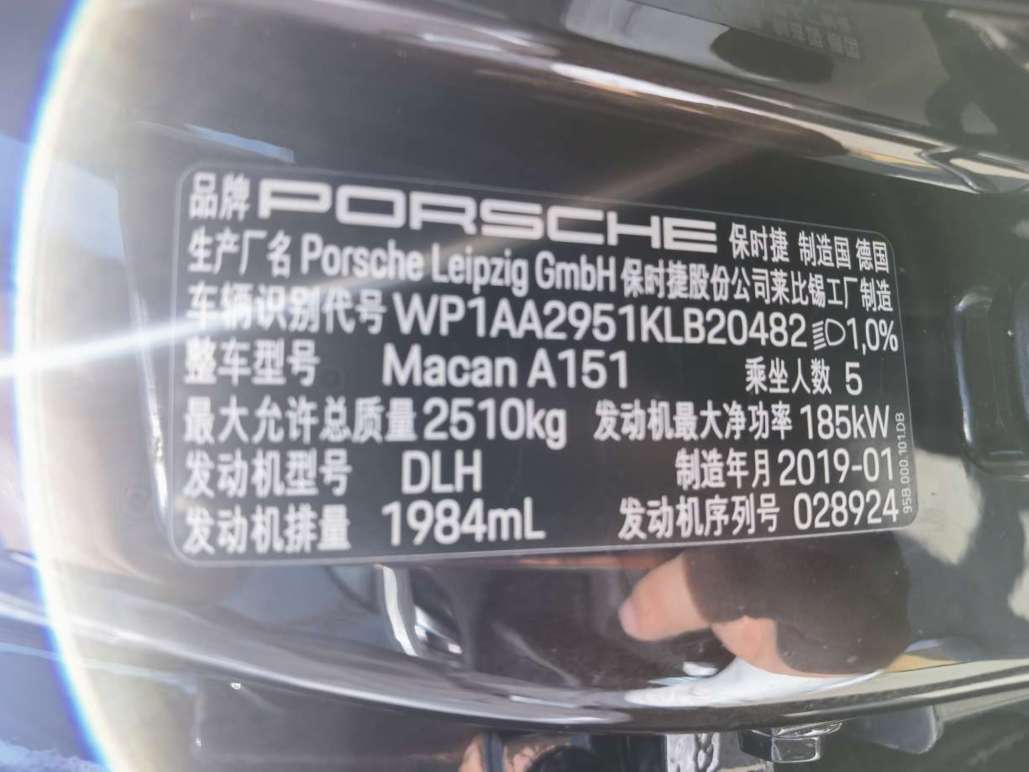 品牌 PORSCHE 保时捷 制造国 德国
生产厂名 Porsche Leipzig GmbH 保时捷股份公司莱比锡工厂制造
车辆识别代号 WP1AA2951KLB20482 1,0%
整车型号 Macan A151 乘坐人数 5
最大允许总质量 2510kg 发动机最大净功率 185kW
发动机型号 DLH 制造年月 2019-01
发动机排量 1984mL 发动机序列号 028924
95B.000.101.DB